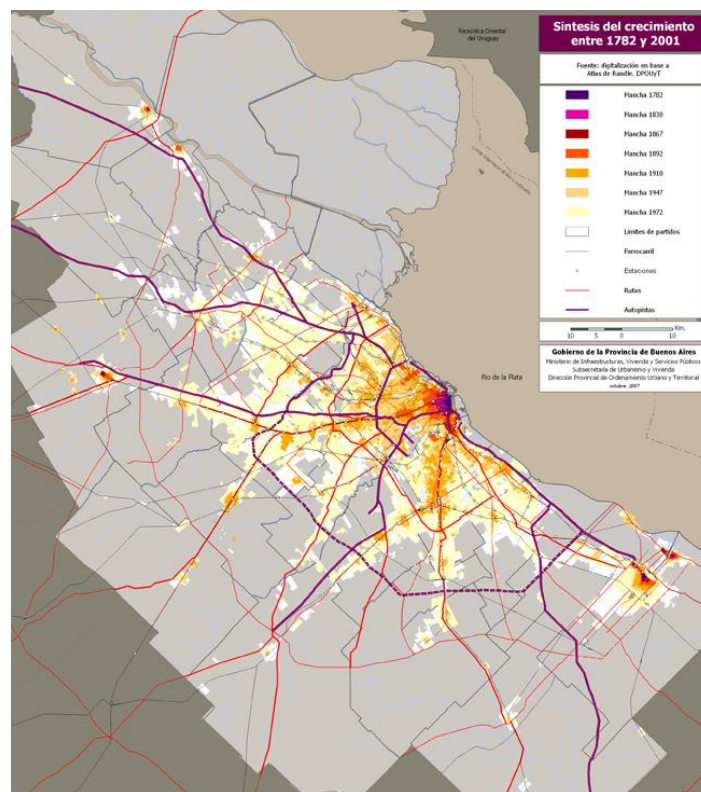 República Oriental
del Uruguay
Síntesis del crecimiento
entre 1782 y 2001
Fuente: digitalización en base a
Atlas de Randle. DPOUyT
Mancha 1782
Mancha 1830
Mancha 1867
Mancha 1892
Mancha 1910
Mancha 1947
Mancha 1972
Límites de partidos
Ferrocarril
Estaciones
Rutas
Autopistas
10 5 0 10 Km.
Gobierno de la Provincia de Buenos Aires
Ministerio de Infraestructuras, Vivienda y Servicios Públicos
Subsecretaría de Urbanismo y Vivienda
Dirección Provincial de Ordenamiento Urbano y Territorial
octubre. 2007
Río de la Plata